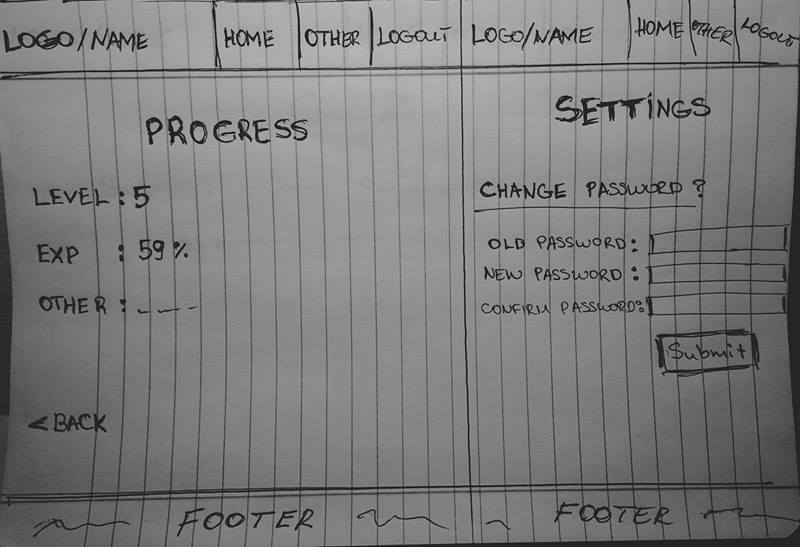 LOGO/NAME HOME OTHER LOGOUT
PROGRESS
LEVEL : 5
EXP : 59 %
OTHER : _ _ _ _
< BACK
FOOTER
LOGO/NAME HOME OTHER LOGOUT
SETTINGS
CHANGE PASSWORD ?
OLD PASSWORD:
NEW PASSWORD :
CONFIRM PASSWORD:
Submit
FOOTER